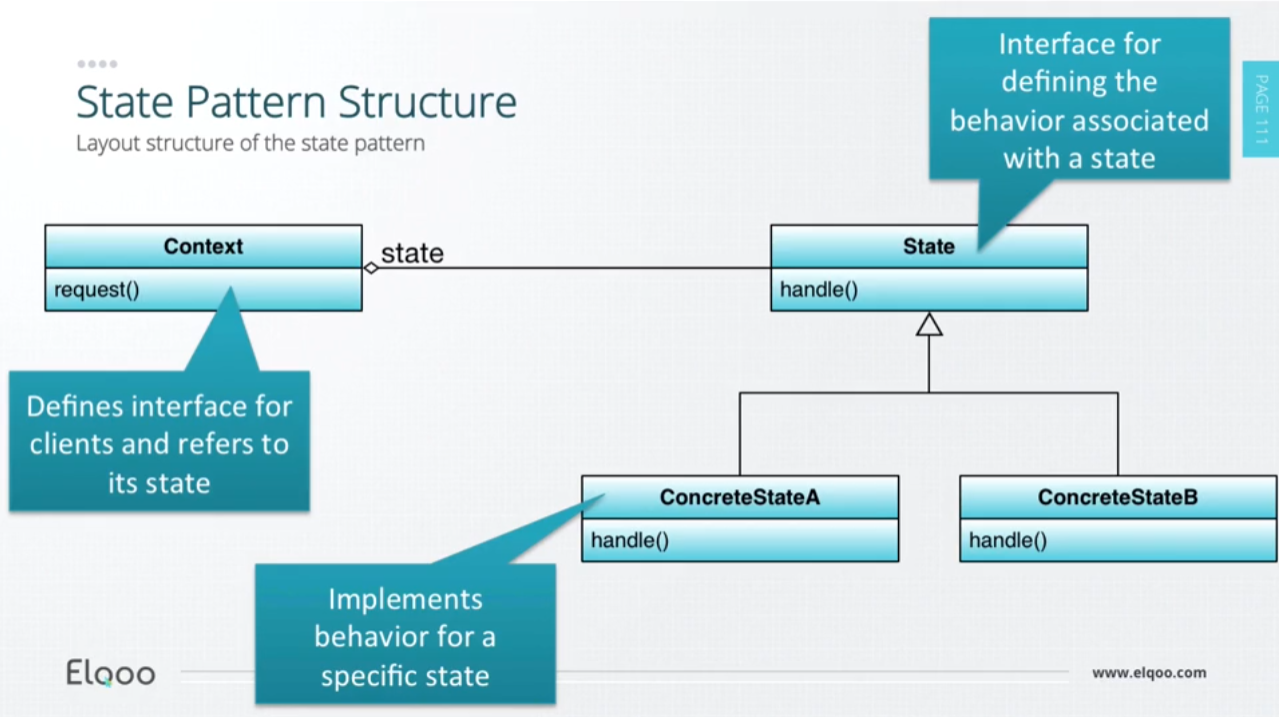 State Pattern Structure
Layout structure of the state pattern
Interface for
defining the
behavior associated
with a state
PAGE 111
Context
request()
state
State
handle()
Defines interface for
clients and refers to
its state
ConcreteStateA
handle()
ConcreteStateB
handle()
Implements
behavior for a
specific state
Elqoo
www.elqoo.com